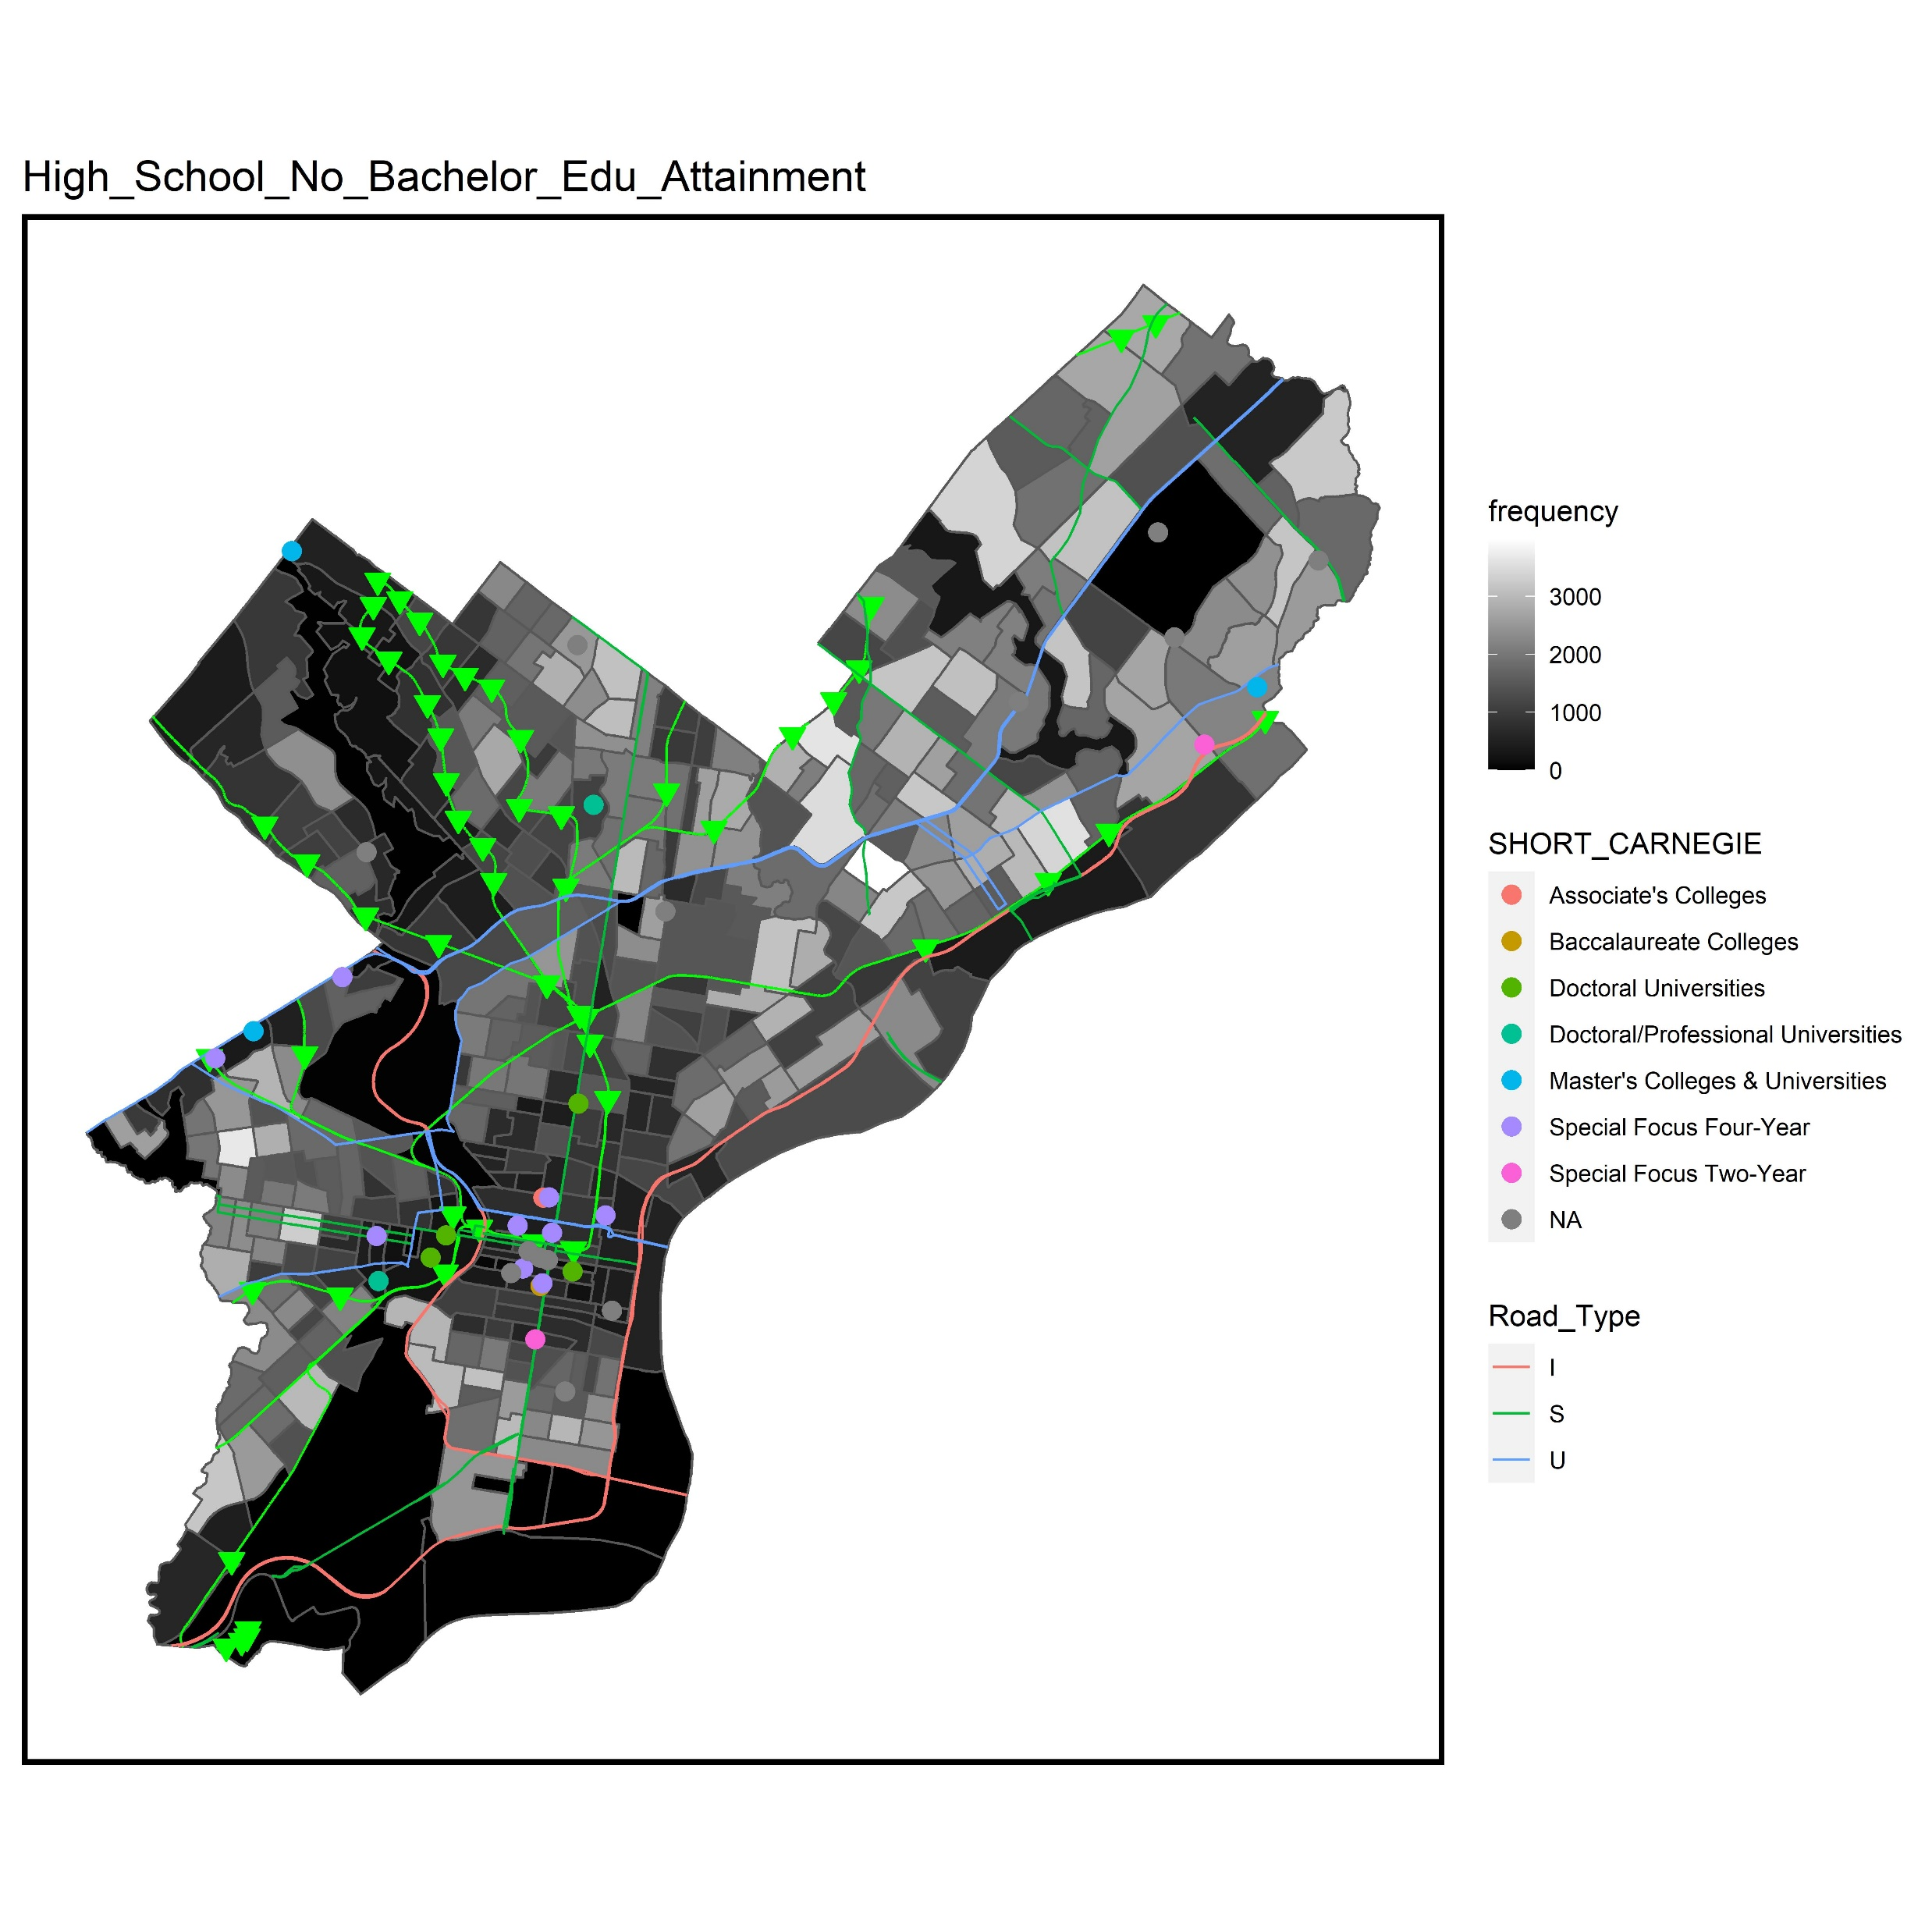 High_School_No_Bachelor_Edu_Attainment
frequency
3000
2000
1000
0
SHORT_CARNEGIE
Associate's Colleges
Baccalaureate Colleges
Doctoral Universities
Doctoral/Professional Universities
Master's Colleges & Universities
Special Focus Four-Year
Special Focus Two-Year
NA
Road_Type
I
S
U